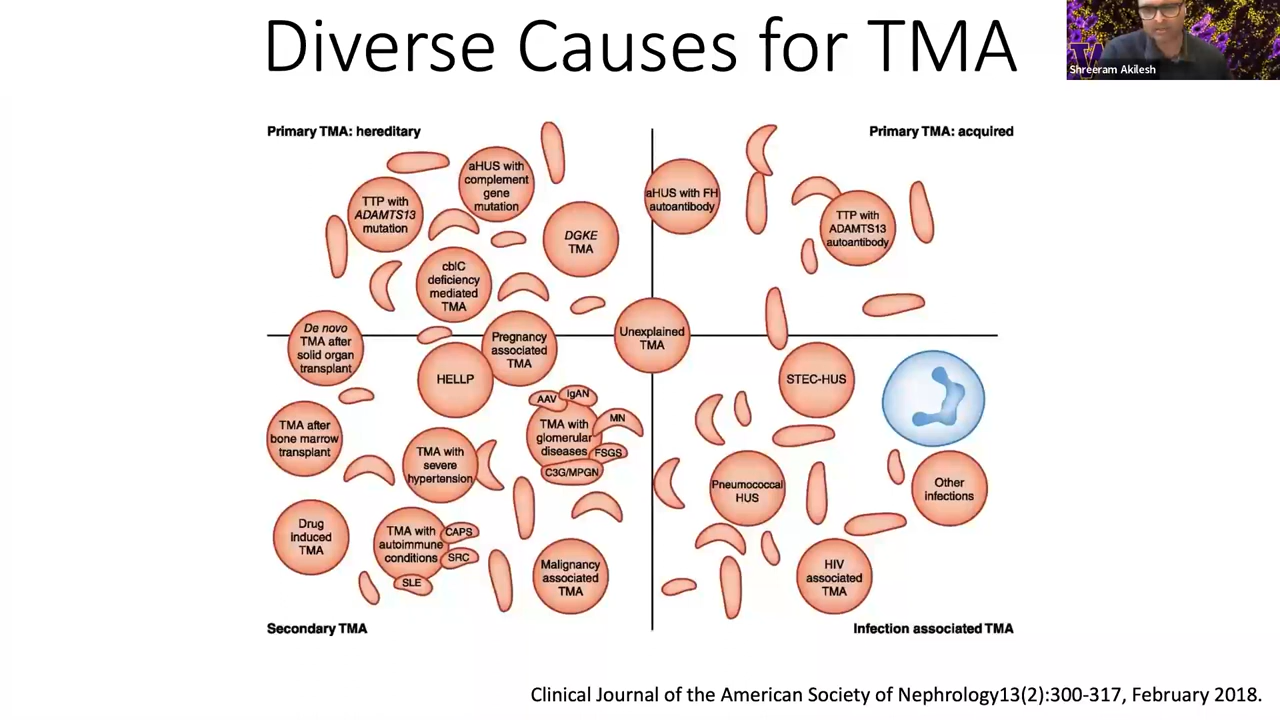 Diverse Causes for TMA
Shreeram Akilesh
Primary TMA: hereditary
Primary TMA: acquired
aHUS with
complement
gene
mutation
TTP with
ADAMTS13
mutation
DGKE
TMA
cblC
deficiency
mediated
TMA
aHUS with FH
autoantibody
TTP with
ADAMTS13
autoantibody
Unexplained
TMA
De novo
TMA after
solid organ
transplant
Pregnancy
associated
TMA
HELLP
TMA after
bone marrow
transplant
TMA with
severe
hypertension
AAV
IgAN
MN
TMA with
glomerular
diseases
FSGS
C3G/MPGN
Drug
induced
TMA
TMA with
autoimmune
conditions
CAPS
SRC
SLE
Malignancy
associated
TMA
STEC-HUS
Pneumococcal
HUS
Other
infections
HIV
associated
TMA
Secondary TMA
Infection associated TMA
Clinical Journal of the American Society of Nephrology13(2):300-317, February 2018.